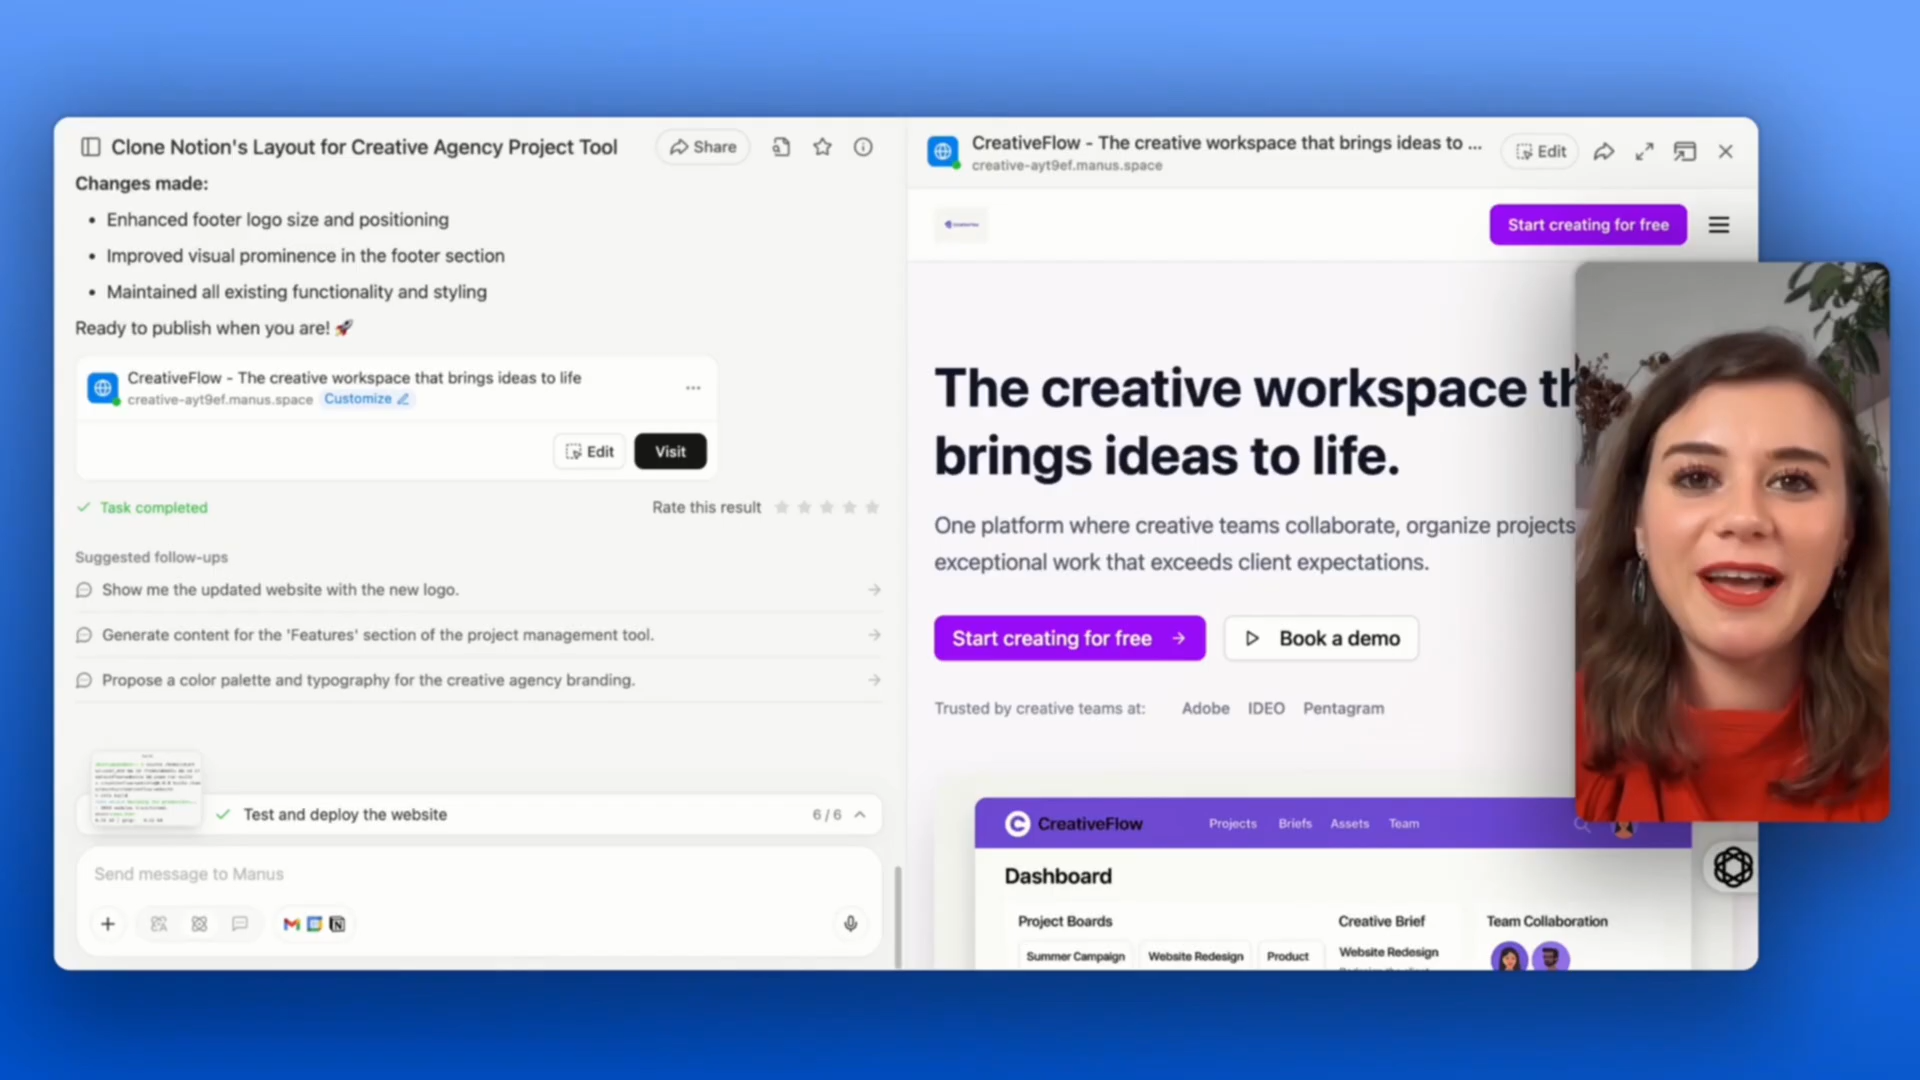 Clone Notion's Layout for Creative Agency Project Tool
Share
Changes made:
• Enhanced footer logo size and positioning
• Improved visual prominence in the footer section
• Maintained all existing functionality and styling
Ready to publish when you are! 🚀
CreativeFlow - The creative workspace that brings ideas to life
creative-ayt9ef.manus.space Customize
Edit
Visit
Task completed
Rate this result
Suggested follow-ups
Show me the updated website with the new logo.
Generate content for the 'Features' section of the project management tool.
Propose a color palette and typography for the creative agency branding.
Test and deploy the website
6 / 6
Send message to Manus
CreativeFlow - The creative workspace that brings ideas to ...
creative-ayt9ef.manus.space
Edit
Start creating for free
The creative workspace th
brings ideas to life.
One platform where creative teams collaborate, organize projects
exceptional work that exceeds client expectations.
Start creating for free
Book a demo
Trusted by creative teams at: Adobe IDEO Pentagram
CreativeFlow
Projects Briefs Assets Team
Dashboard
Project Boards
Creative Brief
Team Collaboration
Summer Campaign
Website Redesign
Product
Website Redesign